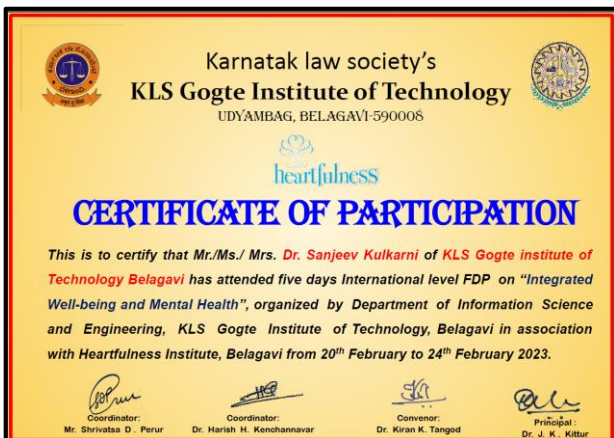 Karnatak law society's
KLS Gogte Institute of Technology
UDYAMBAG, BELAGAVI-590008
heartfulness
CERTIFICATE OF PARTICIPATION
This is to certify that Mr./Ms./ Mrs. Dr. Sanjeev Kulkarni of KLS Gogte institute of
Technology Belagavi has attended five days International level FDP on “Integrated
Well-being and Mental Health”, organized by Department of Information Science
and Engineering, KLS Gogte Institute of Technology, Belagavi in association
with Heartfulness Institute, Belagavi from 20th February to 24th February 2023.
Coordinator:
Mr. Shrivatsa D . Perur
Coordinator:
Dr. Harish H. Kenchannavar
Convenor:
Dr. Kiran K. Tangod
Principal :
Dr. J. K . Kittur